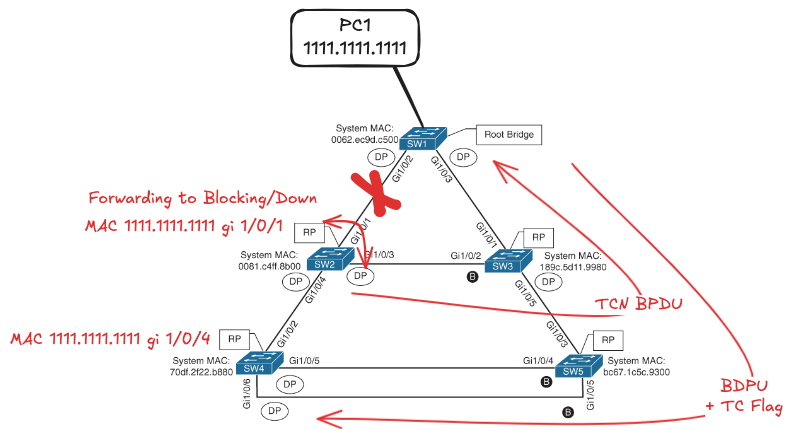 PC1
1111.1111.1111
System MAC:
0062.ec9d.c500
SW1
Root Bridge
DP
DP
Gi1/0/2
Gi1/0/3
Forwarding to Blocking/Down
MAC 1111.1111.1111 gi 1/0/1
RP
Gi1/0/1
Gi1/0/1
RP
System MAC:
0081.c4ff.8b00
SW2
Gi1/0/3
Gi1/0/2
SW3
System MAC:
189c.5d11.9980
DP
DP
B
DP
Gi1/0/4
Gi1/0/5
TCN BPDU
MAC 1111.1111.1111 gi 1/0/4
RP
Gi1/0/2
Gi1/0/3
RP
System MAC:
70df.2f22.b880
SW4
Gi1/0/5
Gi1/0/4
SW5
System MAC:
bc67.1c5c.9300
Gi1/0/6
DP
B
Gi1/0/5
DP
B
BDPU
+ TC Flag